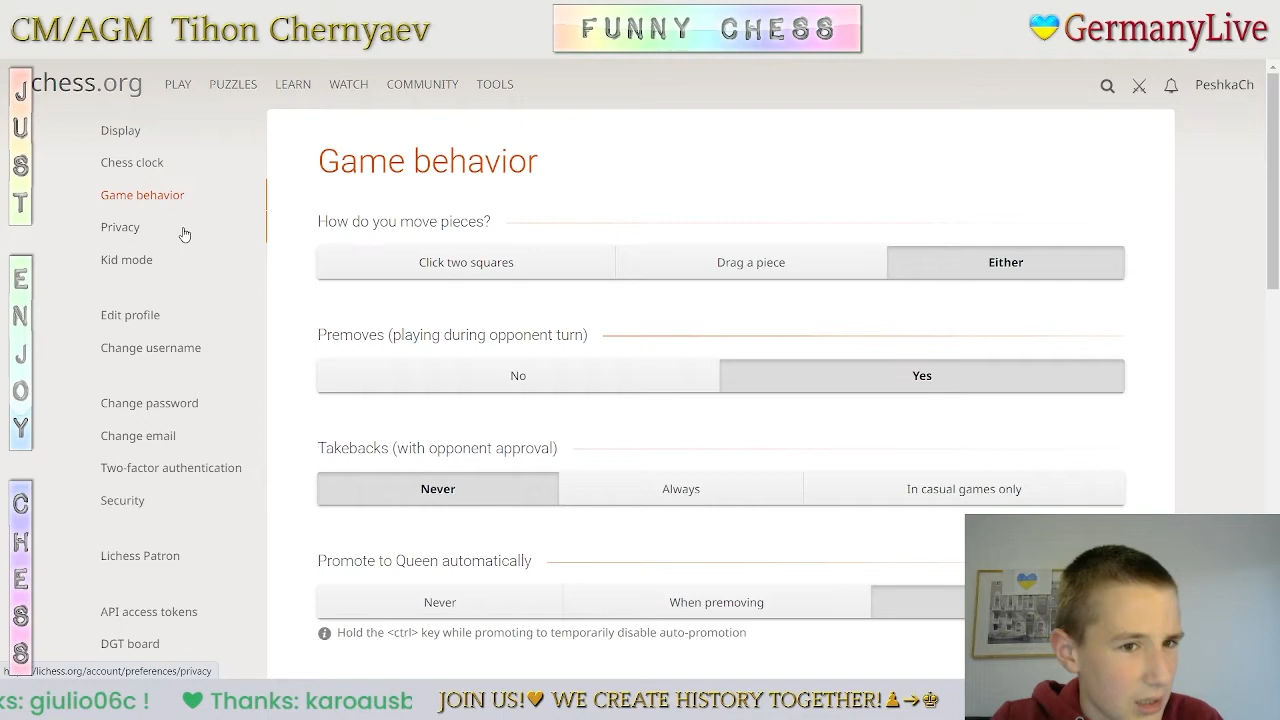 CM/AGM Tihon Chernyaev
FUNNY CHESS
GermanyLive
JUST
ENJOY
CHESS
chess.org
PLAY
PUZZLES
LEARN
WATCH
COMMUNITY
TOOLS
PeshkaCh
Display
Chess clock
Game behavior
Privacy
Kid mode
Edit profile
Change username
Change password
Change email
Two-factor authentication
Security
Lichess Patron
API access tokens
DGT board
Game behavior
How do you move pieces?
Click two squares
Drag a piece
Either
Premoves (playing during opponent turn)
No
Yes
Takebacks (with opponent approval)
Never
Always
In casual games only
Promote to Queen automatically
Never
When premoving
Hold the <ctrl> key while promoting to temporarily disable auto-promotion
/lichess.org/account/preferences/privacy
ks: giulio06c !
Thanks: karoausb
JOIN US!🧡 WE CREATE HISTORY TOGETHER!♟→♚